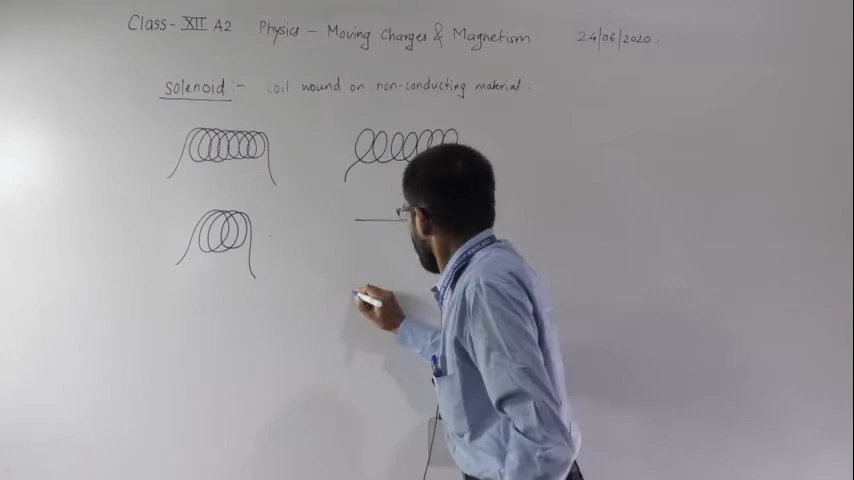 Class - XII A2 Physics - Moving Charges & Magnetism 24/06/2020.
Solenoid :- coil wound on non-conducting material.